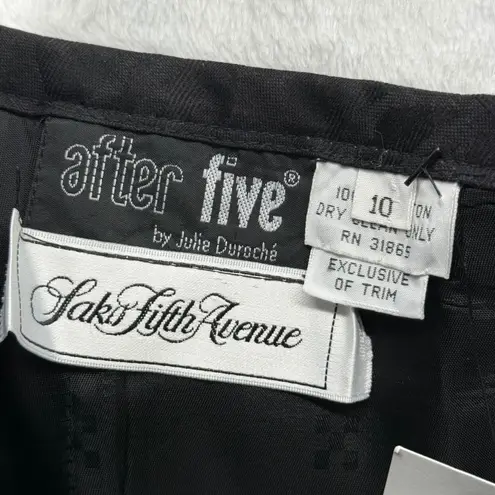 after five®
by Julie Duroché
Saks Fifth Avenue
10
DRY CLEAN ONLY
RN 31865
EXCLUSIVE
OF TRIM